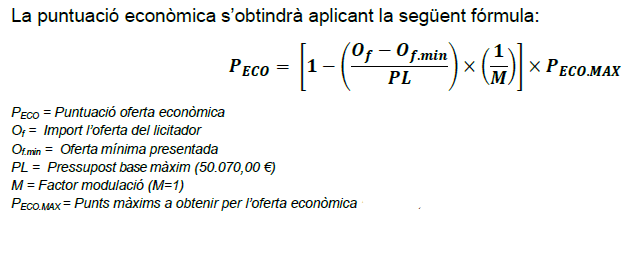 La puntuació econòmica s'obtindrà aplicant la següent fórmula:
P_ECO = [1 − ((O_f − O_f.min) / PL) × (1 / M)] × P_ECO.MAX
P_ECO = Puntuació oferta econòmica
O_f = Import l'oferta del licitador
O_f.min = Oferta mínima presentada
PL = Pressupost base màxim (50.070,00 €)
M = Factor modulació (M=1)
P_ECO.MAX = Punts màxims a obtenir per l'oferta econòmica